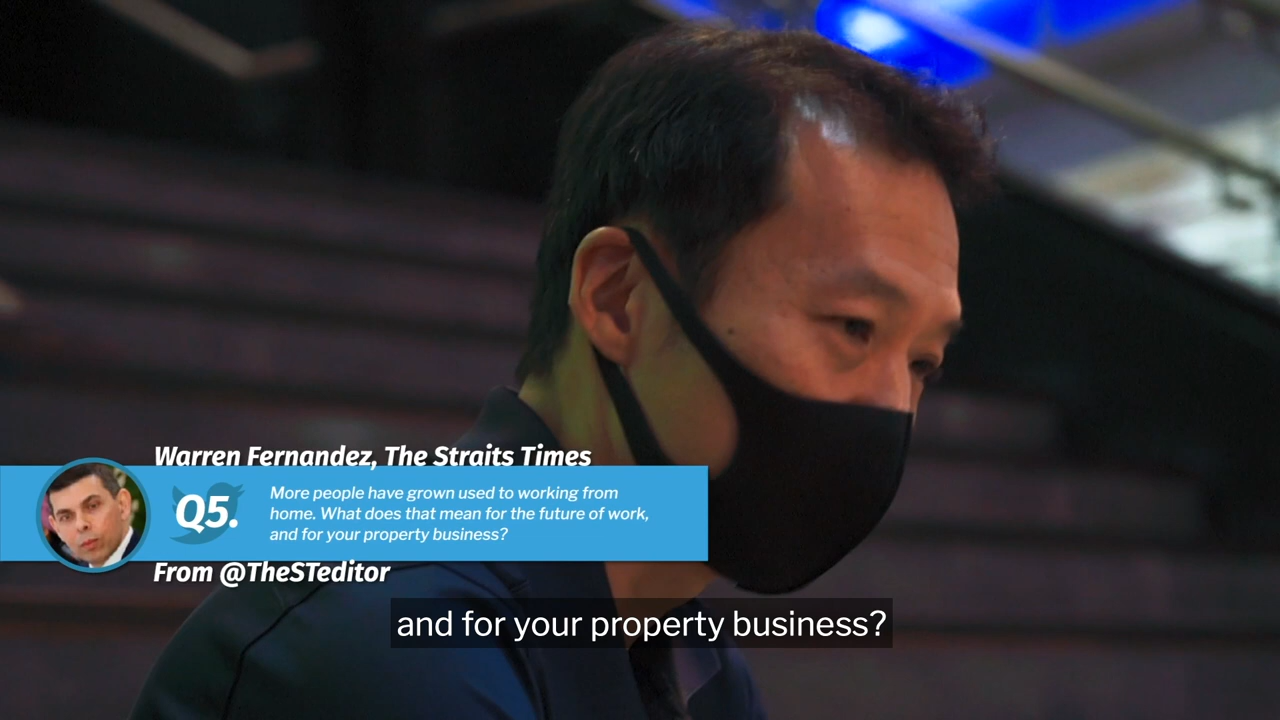 Warren Fernandez, The Straits Times
Q5.
More people have grown used to working from
home. What does that mean for the future of work,
and for your property business?
From @TheSTeditor
and for your property business?